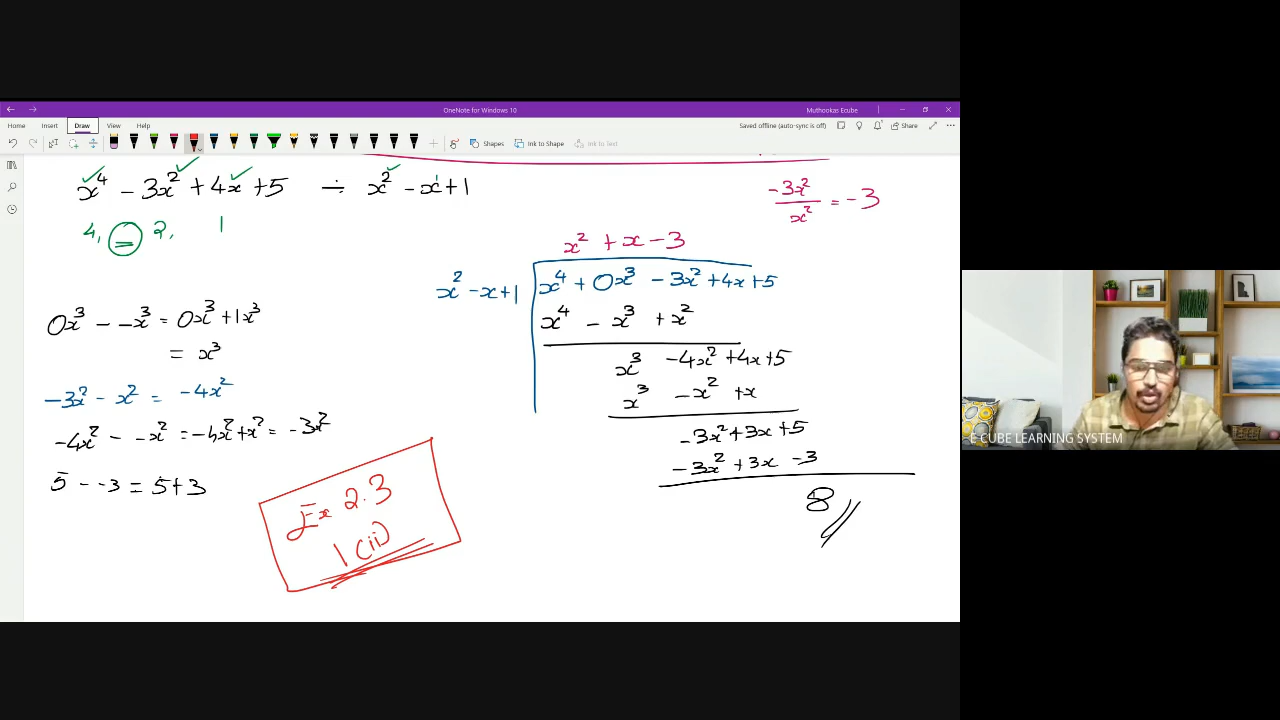 OneNote for Windows 10
Muthookas Ecube
Home Insert Draw View Help
Saved offline (auto-sync is off) Share
Shapes Ink to Shape Ink to Text
x⁴ - 3x² + 4x + 5 ÷ x² - x + 1
4, 2, 1
-3x²/x² = -3
x² + x - 3
x² - x + 1 x⁴ + 0x³ - 3x² + 4x + 5
x⁴ - x³ + x²
x³ - 4x² + 4x + 5
x³ - x² + x
-3x² + 3x + 5
-3x² + 3x - 3
8
0x³ - -x³ = 0x³ + 1x³
= x³
-3x² - x² = -4x²
-4x² - -x² = -4x² + x² = -3x²
5 - -3 = 5 + 3
Ex 2.3
1 (ii)
E CUBE LEARNING SYSTEM